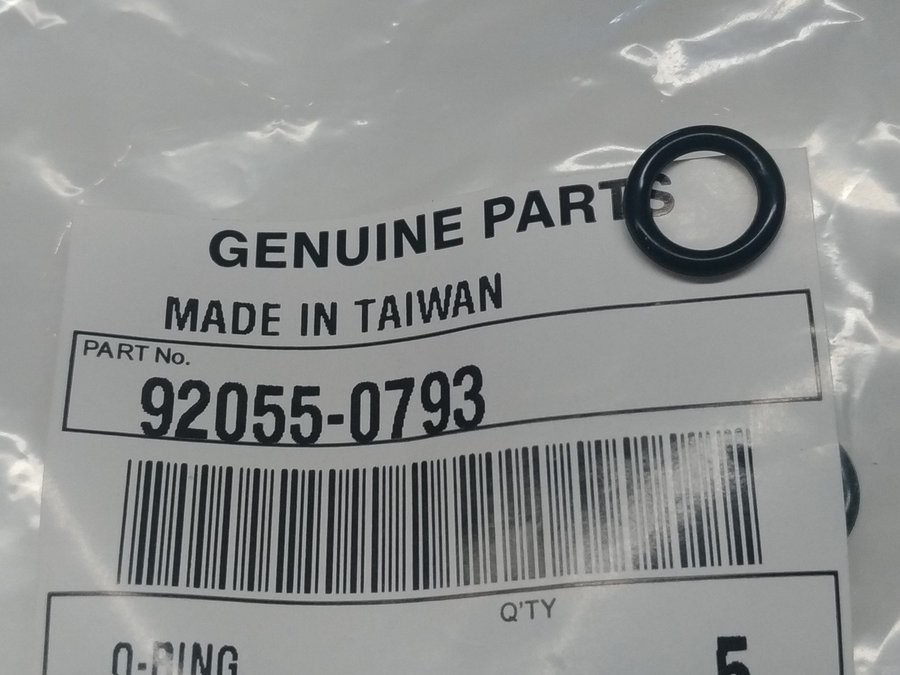 GENUINE PARTS
MADE IN TAIWAN
PART No.
92055-0793
Q'TY
O-RING 5